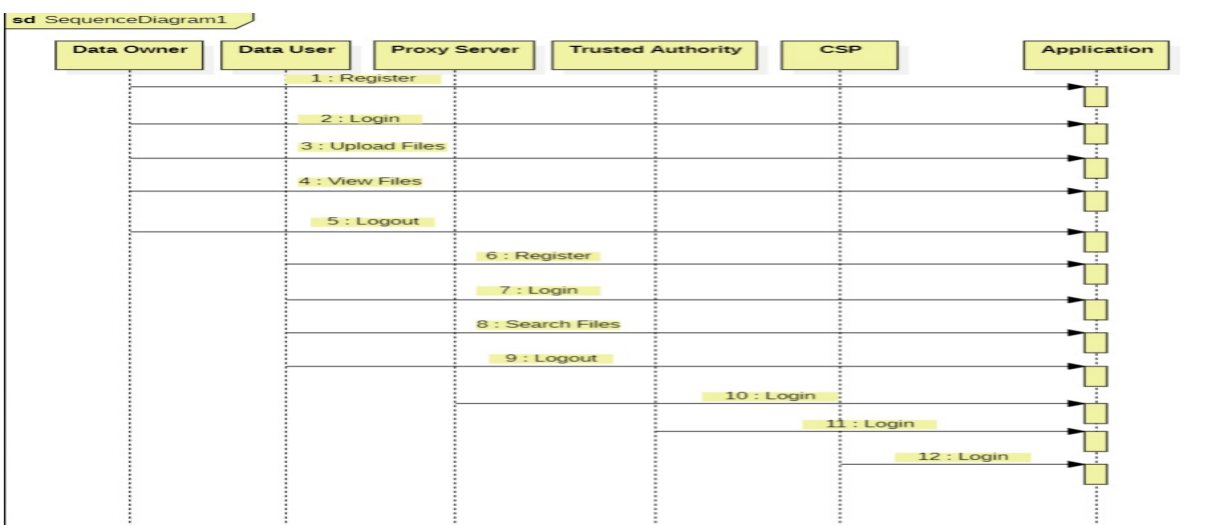 sd SequenceDiagram1
Data Owner
Data User
Proxy Server
Trusted Authority
CSP
Application
1 : Register
2 : Login
3 : Upload Files
4 : View Files
5 : Logout
6 : Register
7 : Login
8 : Search Files
9 : Logout
10 : Login
11 : Login
12 : Login